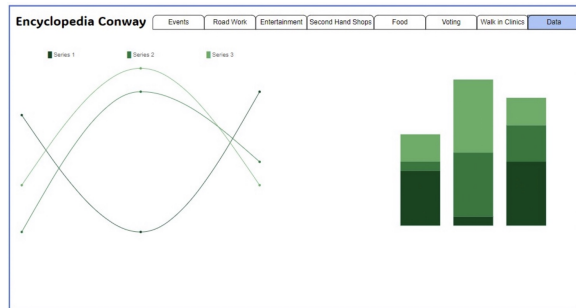 Encyclopedia Conway Events Road Work Entertainment Second Hand Shops Food Voting Walk in Clinics Data
Series 1 Series 2 Series 3